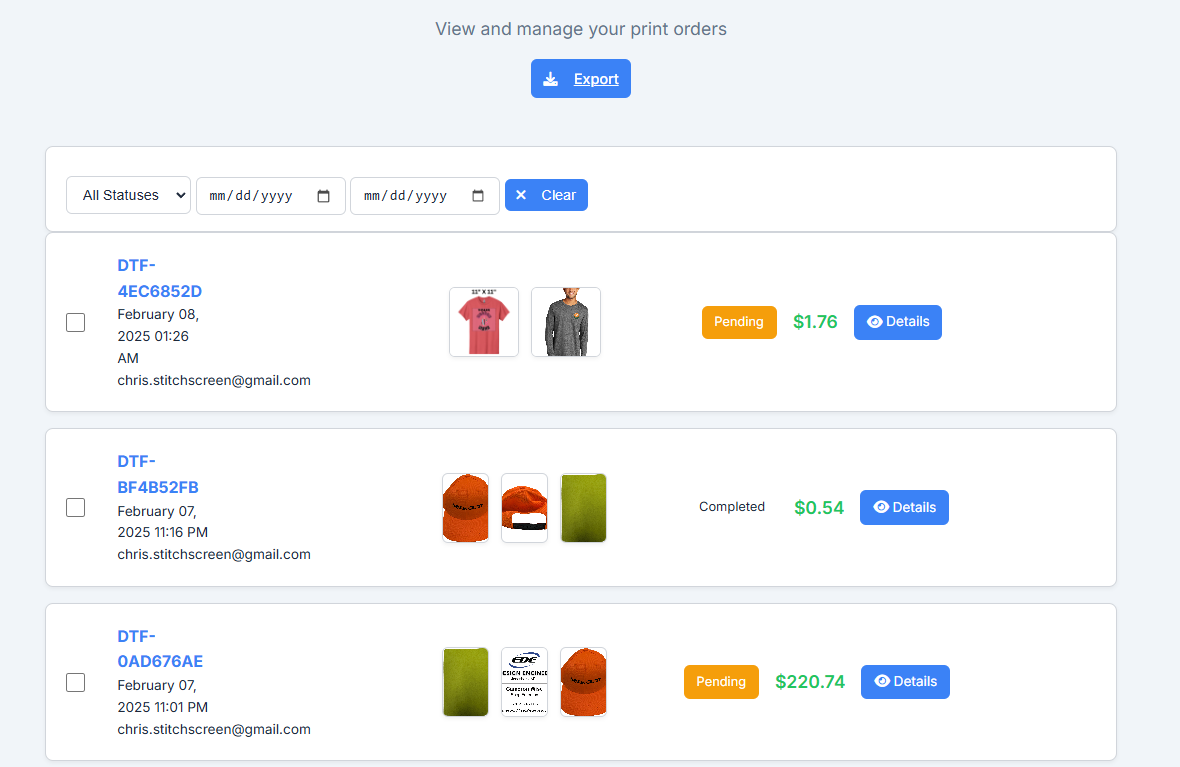 View and manage your print orders
Export
All Statuses
mm/dd/yyyy
mm/dd/yyyy
Clear
DTF-
4EC6852D
February 08,
2025 01:26
AM
chris.stitchscreen@gmail.com
11" X 11"
Pending
$1.76
Details
DTF-
BF4B52FB
February 07,
2025 11:16 PM
chris.stitchscreen@gmail.com
Completed
$0.54
Details
DTF-
0AD676AE
February 07,
2025 11:01 PM
chris.stitchscreen@gmail.com
EDE
ESIGN ENGINEE
Pending
$220.74
Details